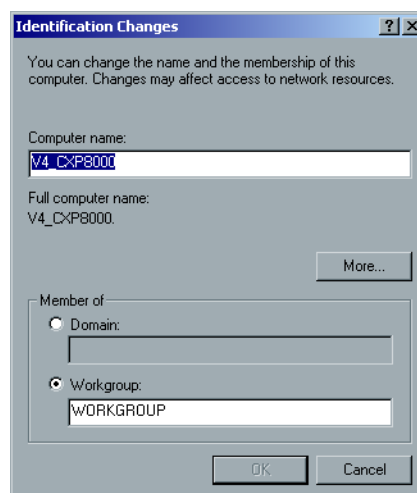 Identification Changes
You can change the name and the membership of this
computer. Changes may affect access to network resources.
Computer name:
V4_CXP8000
Full computer name:
V4_CXP8000.
More...
Member of
Domain:
Workgroup:
WORKGROUP
OK
Cancel